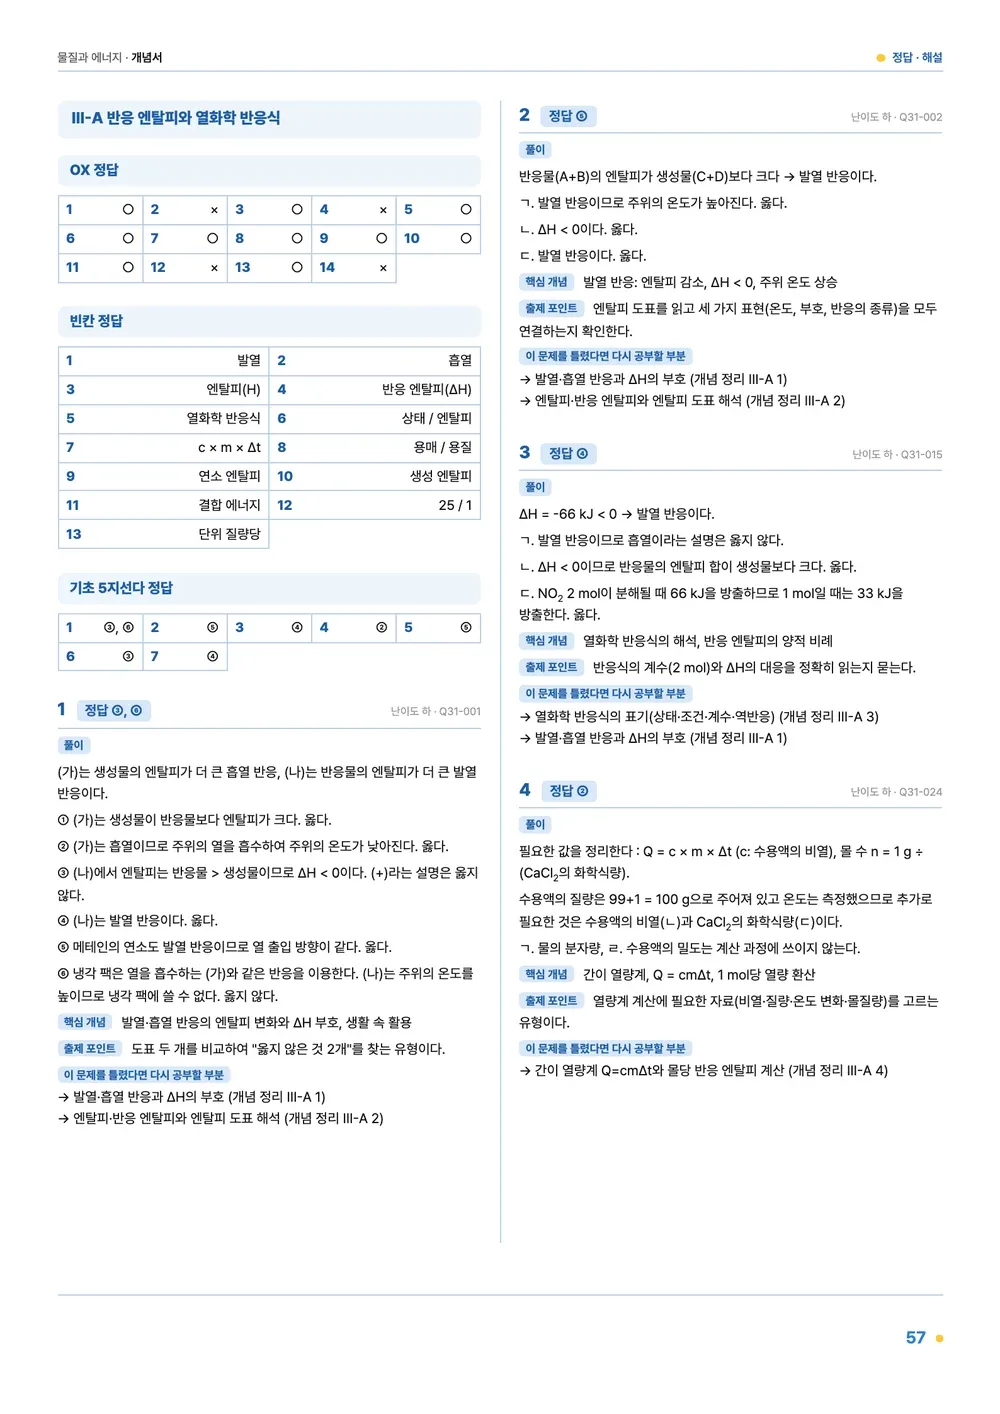 물질과 에너지 · 개념서
정답 · 해설
III-A 반응 엔탈피와 열화학 반응식
OX 정답
1 ○ 2 × 3 ○ 4 × 5 ○
6 ○ 7 ○ 8 ○ 9 ○ 10 ○
11 ○ 12 × 13 ○ 14 ×
빈칸 정답
1 발열 2 흡열
3 엔탈피(H) 4 반응 엔탈피(ΔH)
5 열화학 반응식 6 상태 / 엔탈피
7 c × m × Δt 8 용매 / 용질
9 연소 엔탈피 10 생성 엔탈피
11 결합 에너지 12 25 / 1
13 단위 질량당
기초 5지선다 정답
1 ③, ⑥ 2 ⑤ 3 ④ 4 ② 5 ⑤
6 ③ 7 ④
1 정답 ③, ⑥ 난이도 하 · Q31-001
풀이
(가)는 생성물의 엔탈피가 더 큰 흡열 반응, (나)는 반응물의 엔탈피가 더 큰 발열
반응이다.
① (가)는 생성물이 반응물보다 엔탈피가 크다. 옳다.
② (가)는 흡열이므로 주위의 열을 흡수하여 주위의 온도가 낮아진다. 옳다.
③ (나)에서 엔탈피는 반응물 > 생성물이므로 ΔH < 0이다. (+)라는 설명은 옳지
않다.
④ (나)는 발열 반응이다. 옳다.
⑤ 메테인의 연소도 발열 반응이므로 열 출입 방향이 같다. 옳다.
⑥ 냉각 팩은 열을 흡수하는 (가)와 같은 반응을 이용한다. (나)는 주위의 온도를
높이므로 냉각 팩에 쓸 수 없다. 옳지 않다.
핵심 개념 발열·흡열 반응의 엔탈피 변화와 ΔH 부호, 생활 속 활용
출제 포인트 도표 두 개를 비교하여 "옳지 않은 것 2개"를 찾는 유형이다.
이 문제를 틀렸다면 다시 공부할 부분
→ 발열·흡열 반응과 ΔH의 부호 (개념 정리 III-A 1)
→ 엔탈피·반응 엔탈피와 엔탈피 도표 해석 (개념 정리 III-A 2)
2 정답 ⑤ 난이도 하 · Q31-002
풀이
반응물(A+B)의 엔탈피가 생성물(C+D)보다 크다 → 발열 반응이다.
ㄱ. 발열 반응이므로 주위의 온도가 높아진다. 옳다.
ㄴ. ΔH < 0이다. 옳다.
ㄷ. 발열 반응이다. 옳다.
핵심 개념 발열 반응: 엔탈피 감소, ΔH < 0, 주위 온도 상승
출제 포인트 엔탈피 도표를 읽고 세 가지 표현(온도, 부호, 반응의 종류)을 모두
연결하는지 확인한다.
이 문제를 틀렸다면 다시 공부할 부분
→ 발열·흡열 반응과 ΔH의 부호 (개념 정리 III-A 1)
→ 엔탈피·반응 엔탈피와 엔탈피 도표 해석 (개념 정리 III-A 2)
3 정답 ④ 난이도 하 · Q31-015
풀이
ΔH = -66 kJ < 0 → 발열 반응이다.
ㄱ. 발열 반응이므로 흡열이라는 설명은 옳지 않다.
ㄴ. ΔH < 0이므로 반응물의 엔탈피 합이 생성물보다 크다. 옳다.
ㄷ. NO₂ 2 mol이 분해될 때 66 kJ을 방출하므로 1 mol일 때는 33 kJ을
방출한다. 옳다.
핵심 개념 열화학 반응식의 해석, 반응 엔탈피의 양적 비례
출제 포인트 반응식의 계수(2 mol)와 ΔH의 대응을 정확히 읽는지 묻는다.
이 문제를 틀렸다면 다시 공부할 부분
→ 열화학 반응식의 표기(상태·조건·계수·역반응) (개념 정리 III-A 3)
→ 발열·흡열 반응과 ΔH의 부호 (개념 정리 III-A 1)
4 정답 ② 난이도 하 · Q31-024
풀이
필요한 값을 정리한다 : Q = c × m × Δt (c: 수용액의 비열), 몰 수 n = 1 g ÷
(CaCl₂의 화학식량).
수용액의 질량은 99+1 = 100 g으로 주어져 있고 온도는 측정했으므로 추가로
필요한 것은 수용액의 비열(ㄴ)과 CaCl₂의 화학식량(ㄷ)이다.
ㄱ. 물의 분자량, ㄹ. 수용액의 밀도는 계산 과정에 쓰이지 않는다.
핵심 개념 간이 열량계, Q = cmΔt, 1 mol당 열량 환산
출제 포인트 열량계 계산에 필요한 자료(비열·질량·온도 변화·몰질량)를 고르는
유형이다.
이 문제를 틀렸다면 다시 공부할 부분
→ 간이 열량계 Q=cmΔt와 몰당 반응 엔탈피 계산 (개념 정리 III-A 4)
57